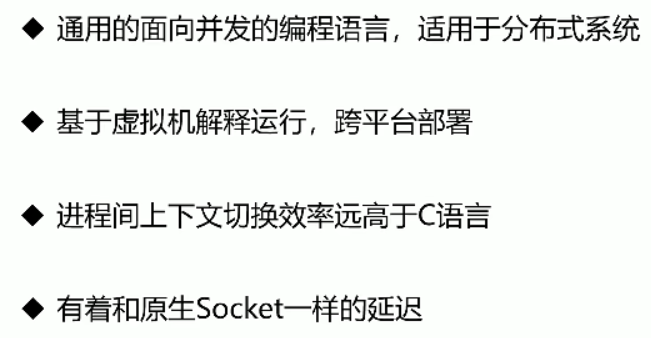 ◆ 通用的面向并发的编程语言，适用于分布式系统
◆ 基于虚拟机解释运行，跨平台部署
◆ 进程间上下文切换效率远高于C语言
◆ 有着和原生Socket一样的延迟